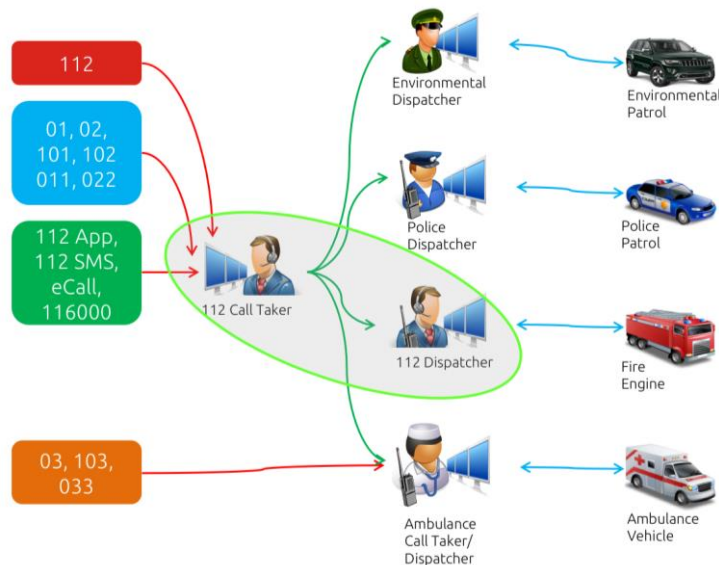 112
01, 02,
101, 102
011, 022
112 App,
112 SMS,
eCall,
116000
03, 103,
033
112 Call Taker
Environmental
Dispatcher
Police
Dispatcher
112 Dispatcher
Ambulance
Call Taker/
Dispatcher
Environmental
Patrol
Police
Patrol
Fire
Engine
Ambulance
Vehicle